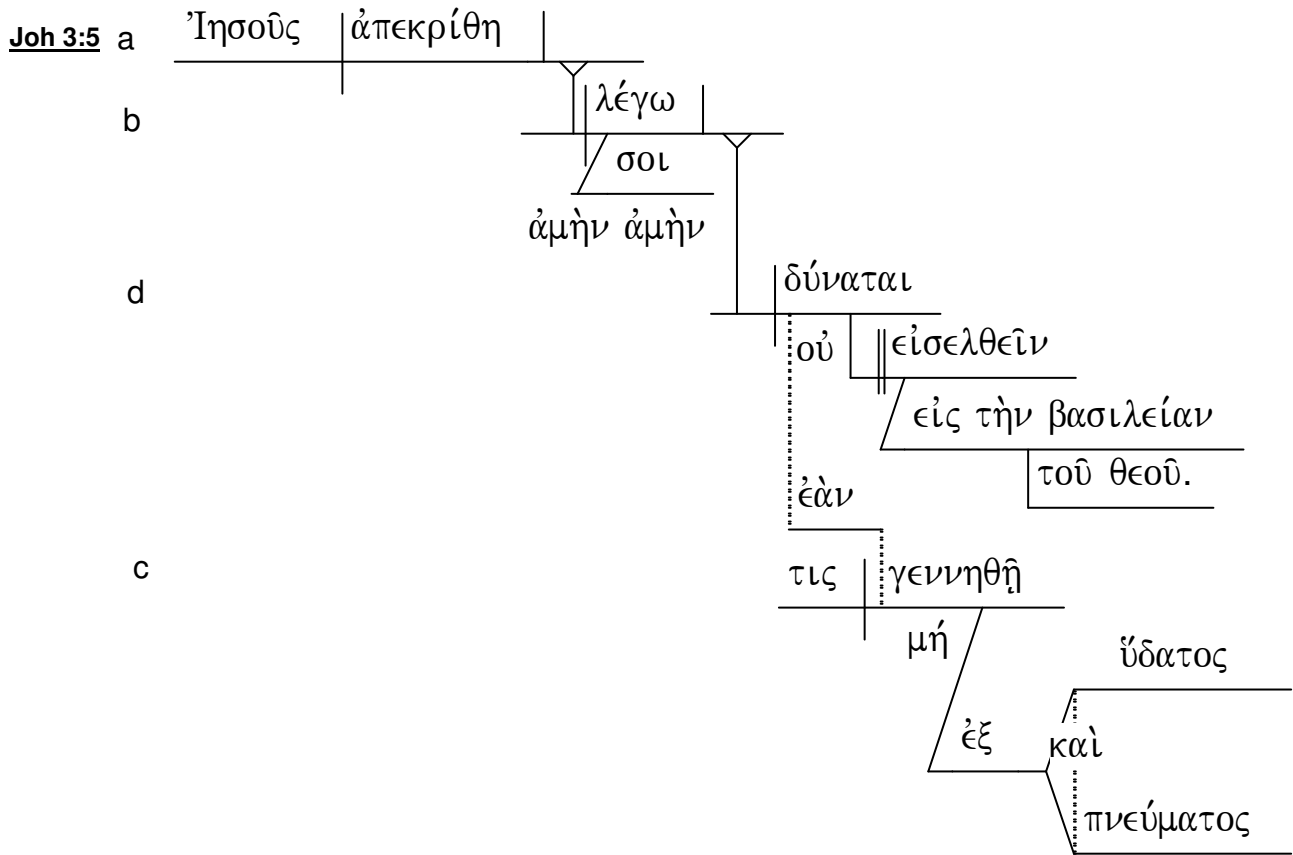 Joh 3:5 a Ἰησοῦς ἀπεκρίθη
b λέγω
σοι
ἀμὴν ἀμὴν
d δύναται
οὐ εἰσελθεῖν
εἰς τὴν βασιλείαν
τοῦ θεοῦ.
ἐὰν
c τις γεννηθῇ
μή
ὕδατος
ἐξ καὶ
πνεύματος